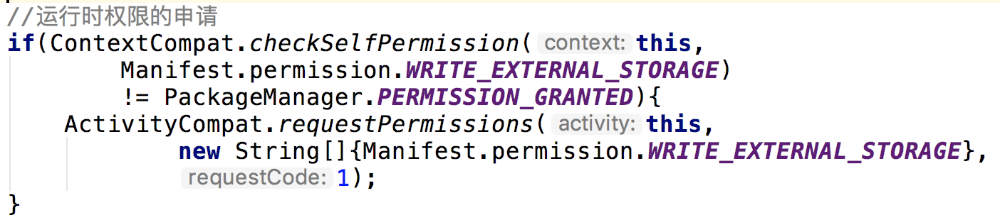 //运行时权限的申请
if(ContextCompat.checkSelfPermission( context: this,
Manifest.permission.WRITE_EXTERNAL_STORAGE)
!= PackageManager.PERMISSION_GRANTED){
ActivityCompat.requestPermissions( activity: this,
new String[]{Manifest.permission.WRITE_EXTERNAL_STORAGE},
requestCode: 1);
}